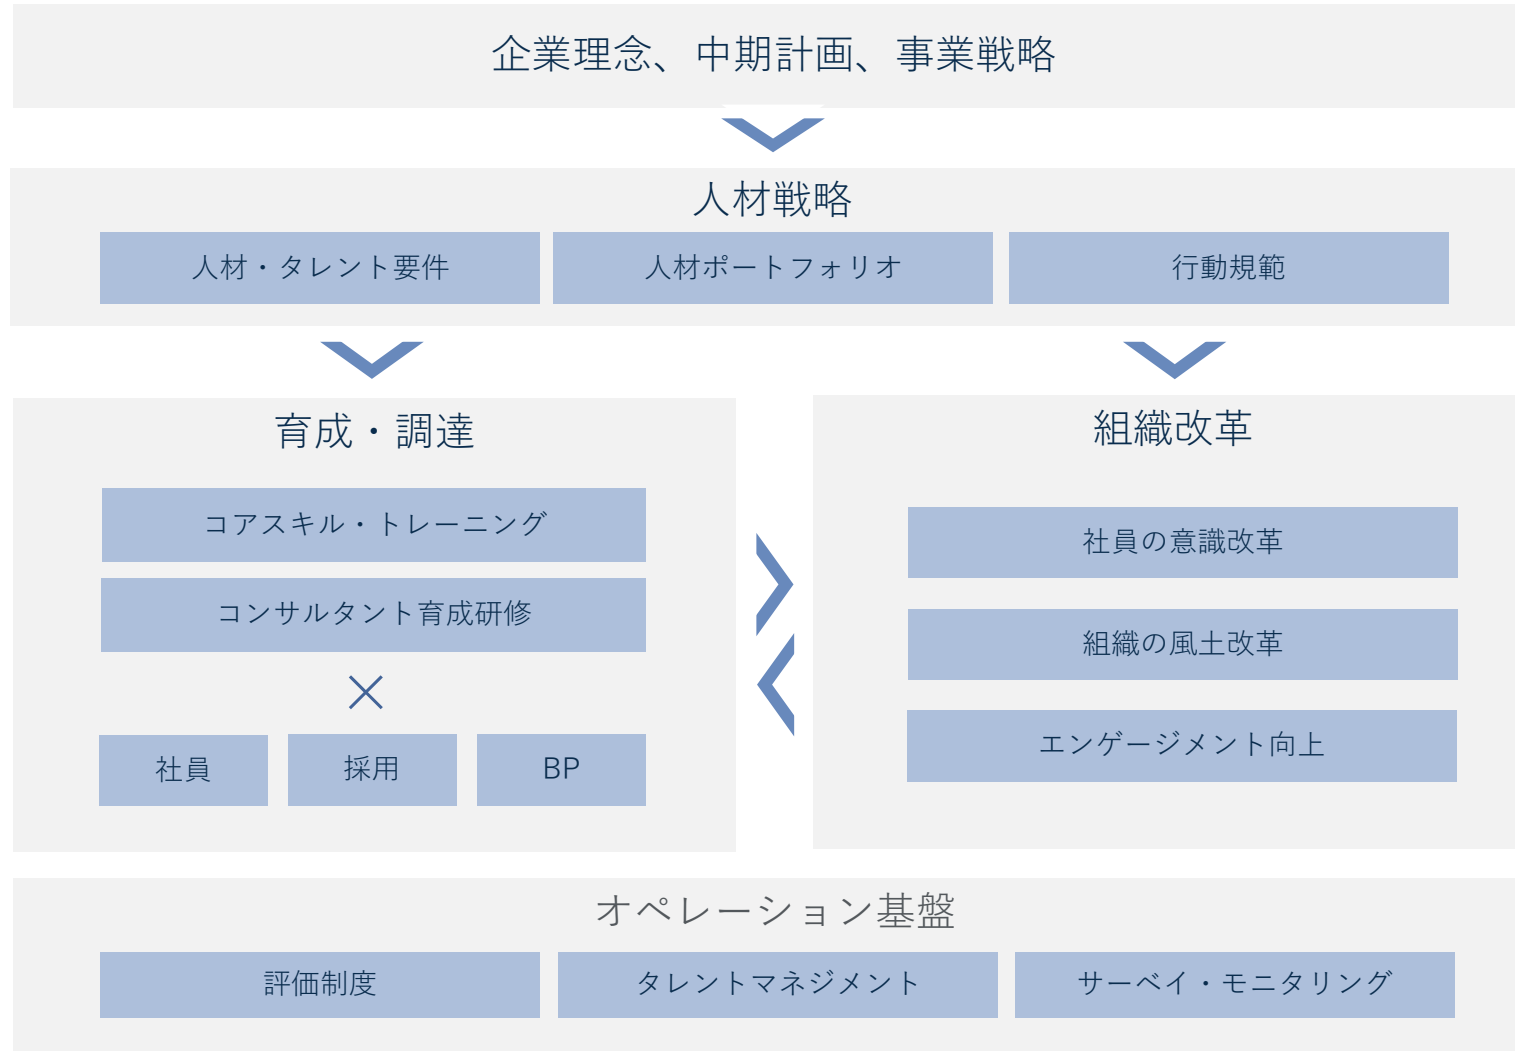 企業理念、中期計画、事業戦略
人材戦略
人材・タレント要件
人材ポートフォリオ
行動規範
育成・調達
コアスキル・トレーニング
コンサルタント育成研修
×
社員
採用
BP
組織改革
社員の意識改革
組織の風土改革
エンゲージメント向上
オペレーション基盤
評価制度
タレントマネジメント
サーベイ・モニタリング